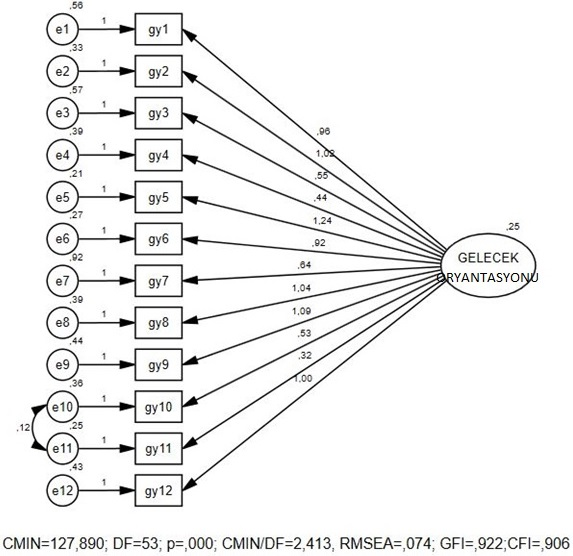 ,56
e1 1 gy1
,33
e2 1 gy2
,57
e3 1 gy3
,39
e4 1 gy4
,21
e5 1 gy5
,27
e6 1 gy6
,92
e7 1 gy7
,39
e8 1 gy8
,44
e9 1 gy9
,36
e10 1 gy10
,12
,25
e11 1 gy11
,43
e12 1 gy12
,96
1,02
,55
,44
1,24
,92
,64
1,04
1,09
,53
,32
1,00
,25
GELECEK
ORYANTASYONU
CMIN=127,890; DF=53; p=,000; CMIN/DF=2,413, RMSEA=,074; GFI=,922;CFI=,906